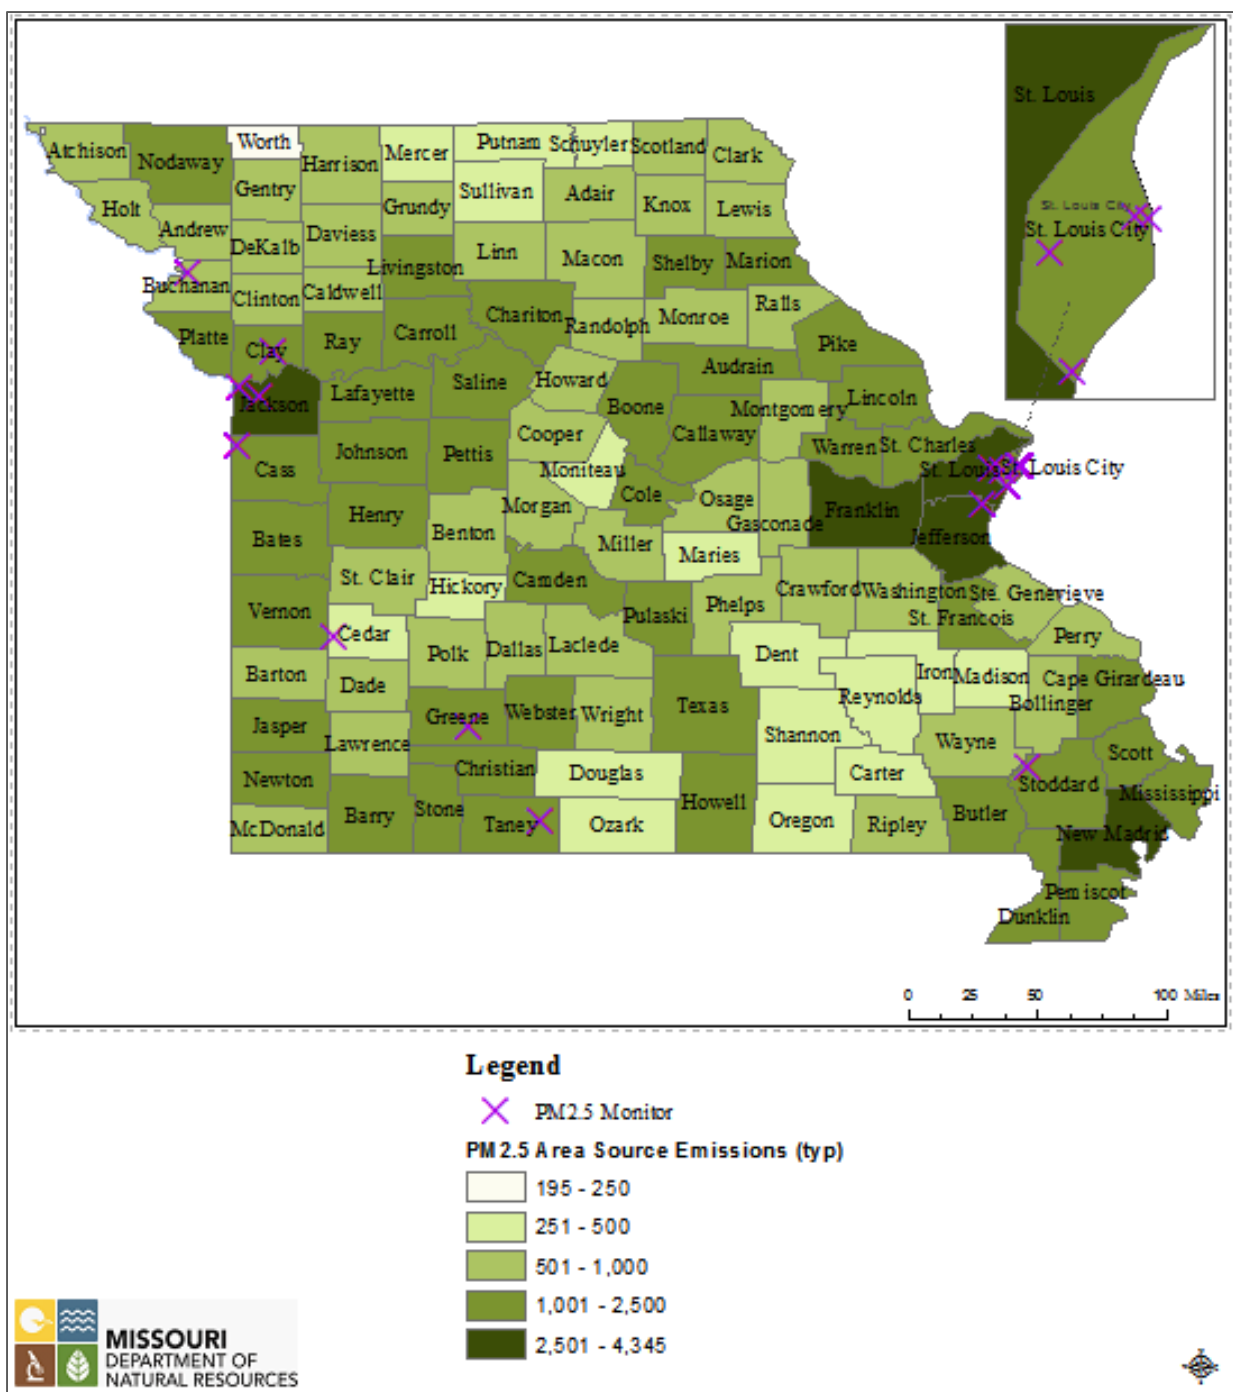 St. Louis
St. Louis City
St. Louis City
Atchison
Nodaway
Worth
Harrison
Mercer
Putnam
Schuyler
Scotland
Clark
Gentry
Sullivan
Adair
Knox
Lewis
Holt
Andrew
DeKalb
Daviess
Grundy
Linn
Macon
Shelby
Marion
Livingston
Buchanan
Clinton
Caldwell
Chariton
Randolph
Monroe
Ralls
Platte
Clay
Ray
Carroll
Pike
Audrain
Saline
Howard
Boone
Jackson
Lafayette
Lincoln
Montgomery
Callaway
Cooper
Warren
St. Charles
Johnson
Pettis
Cass
Moniteau
St. Louis
St. Louis City
Cole
Osage
Morgan
Henry
Gasconade
Franklin
Jefferson
Bates
Benton
Miller
Maries
St. Clair
Hickory
Camden
Crawford
Washington
Ste. Genevieve
Vernon
Pulaski
Phelps
St. Francois
Cedar
Perry
Polk
Dallas
Laclede
Dent
Barton
Dade
Iron
Madison
Cape Girardeau
Reynolds
Bollinger
Jasper
Greene
Webster
Wright
Texas
Shannon
Lawrence
Wayne
Scott
Newton
Christian
Douglas
Carter
Stoddard
Mississippi
McDonald
Barry
Stone
Taney
Ozark
Howell
Oregon
Ripley
Butler
New Madrid
Pemiscot
Dunklin
0 25 50 100 Miles
Legend
PM2.5 Monitor
PM2.5 Area Source Emissions (typ)
195 - 250
251 - 500
501 - 1,000
1,001 - 2,500
2,501 - 4,345
MISSOURI
DEPARTMENT OF
NATURAL RESOURCES